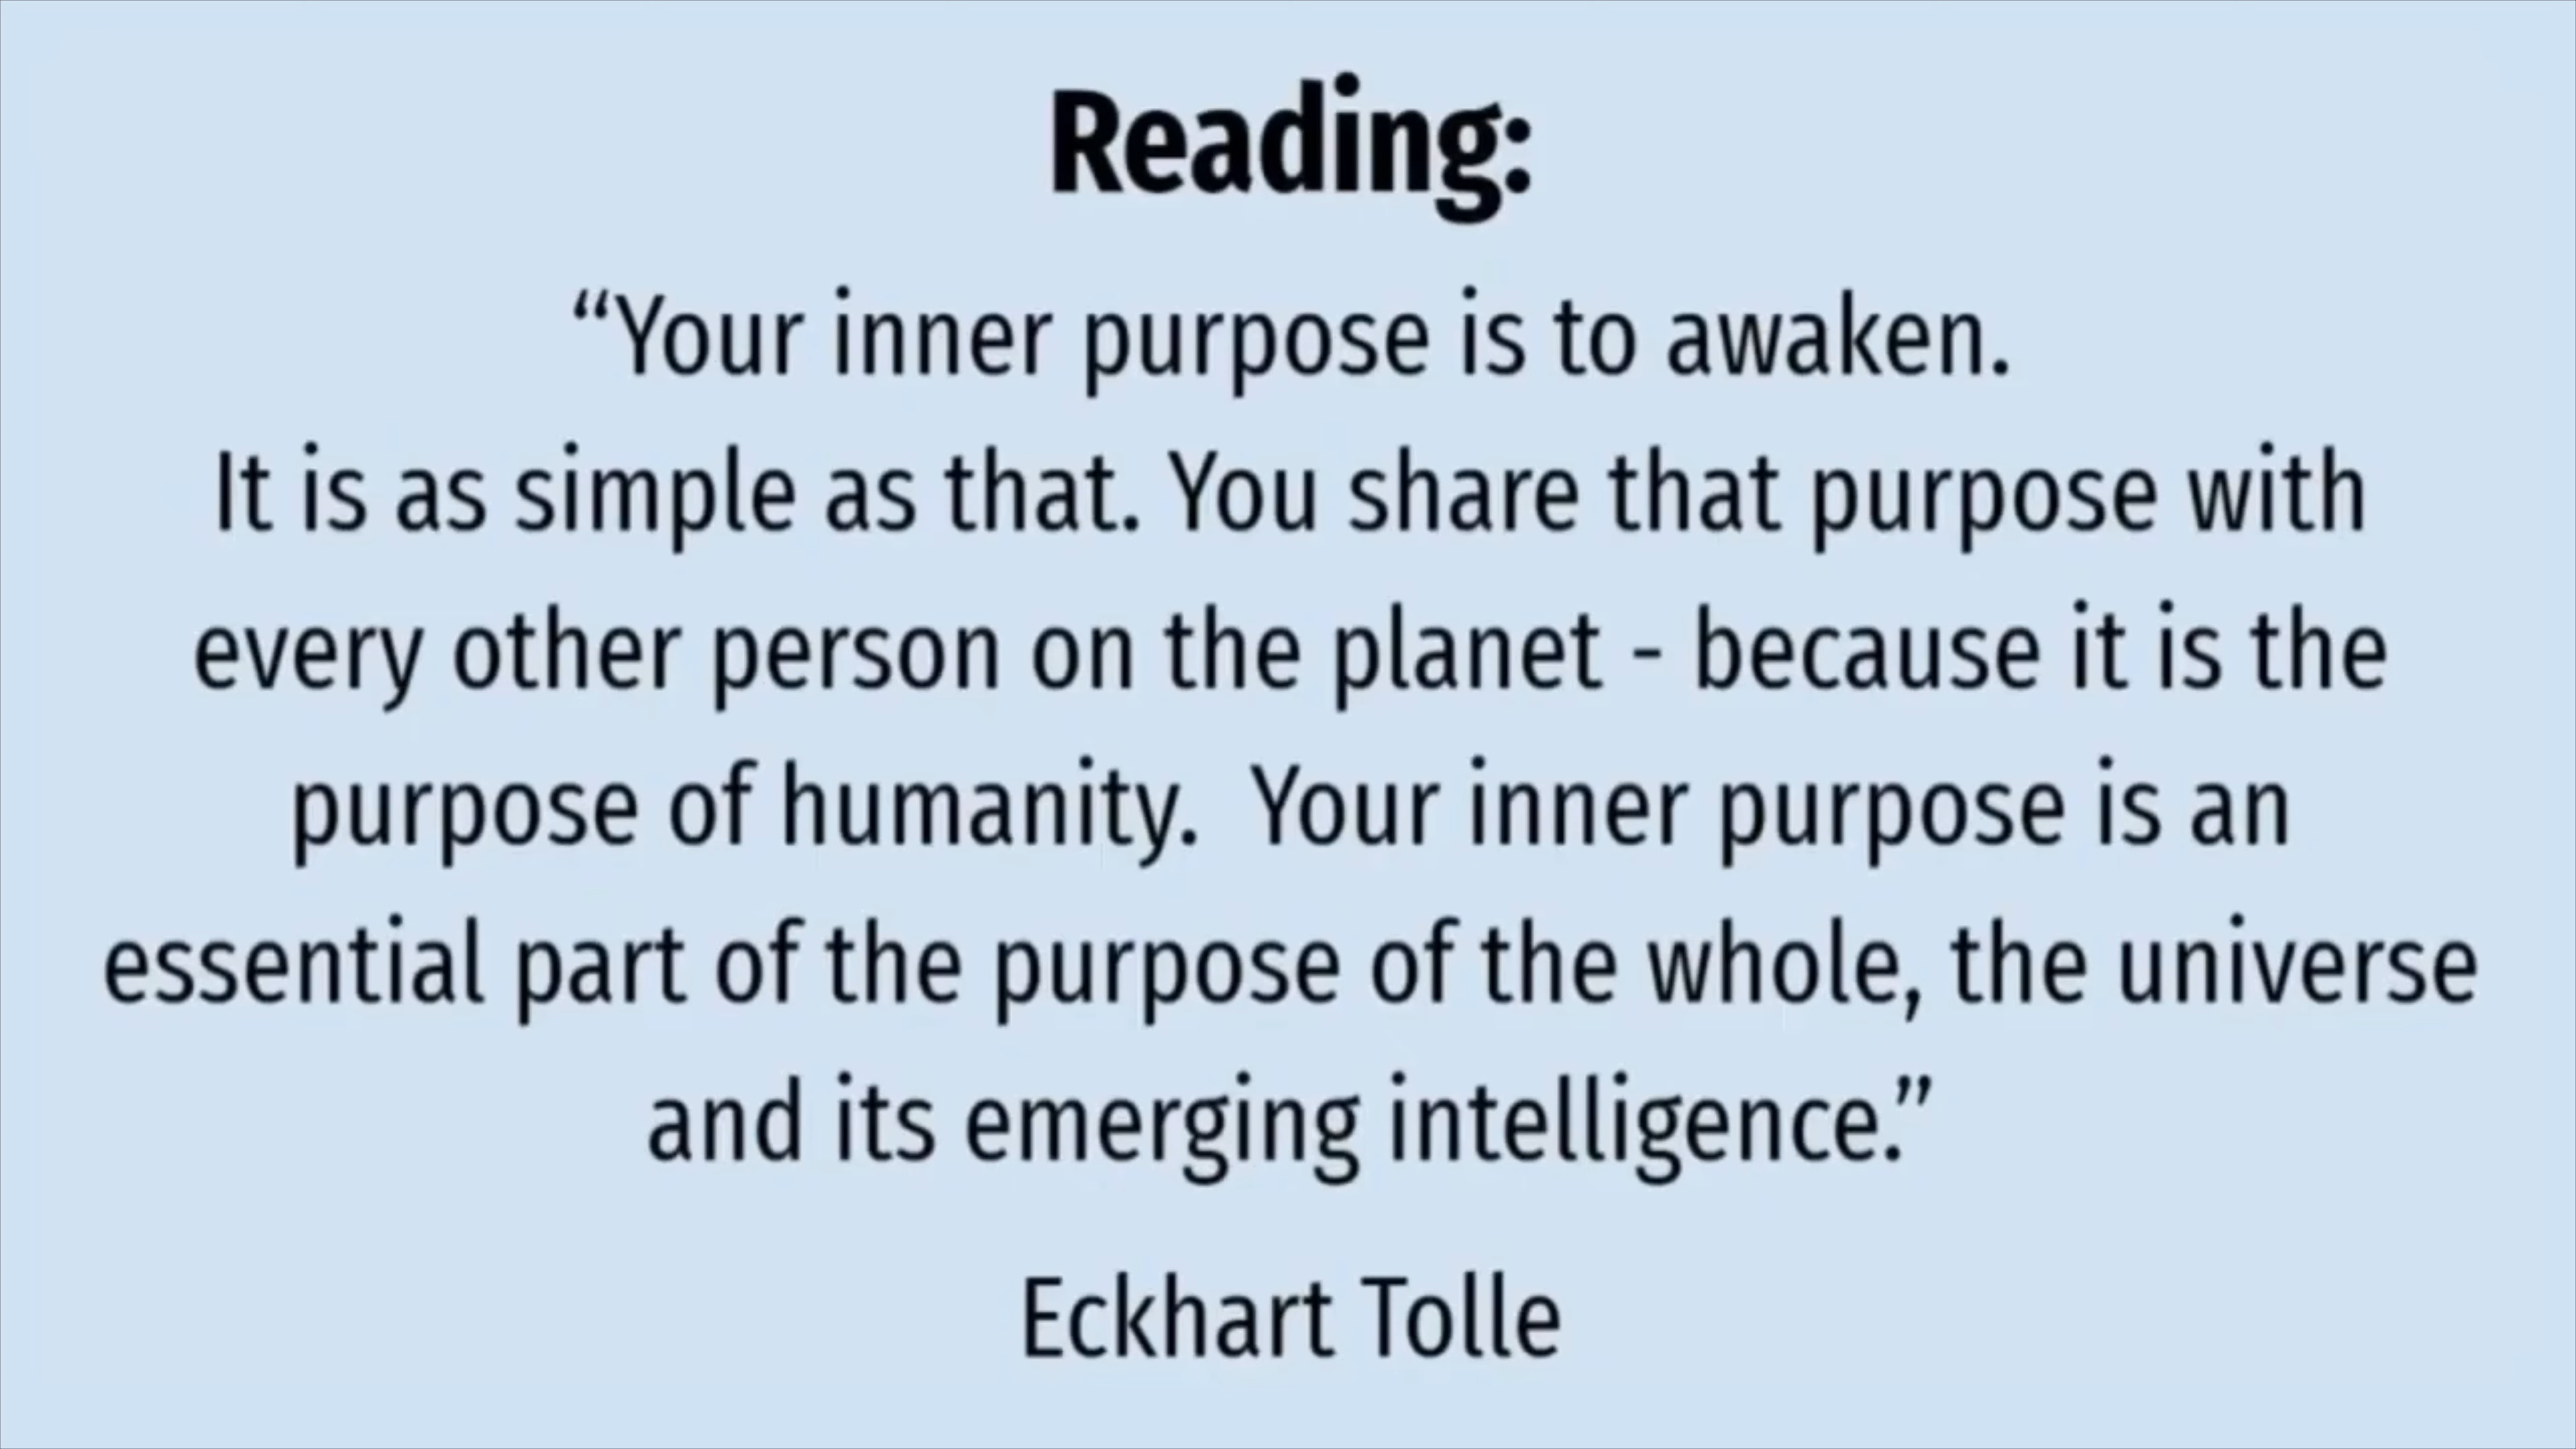 Reading:
“Your inner purpose is to awaken.
It is as simple as that. You share that purpose with
every other person on the planet - because it is the
purpose of humanity.  Your inner purpose is an
essential part of the purpose of the whole, the universe
and its emerging intelligence.”
Eckhart Tolle